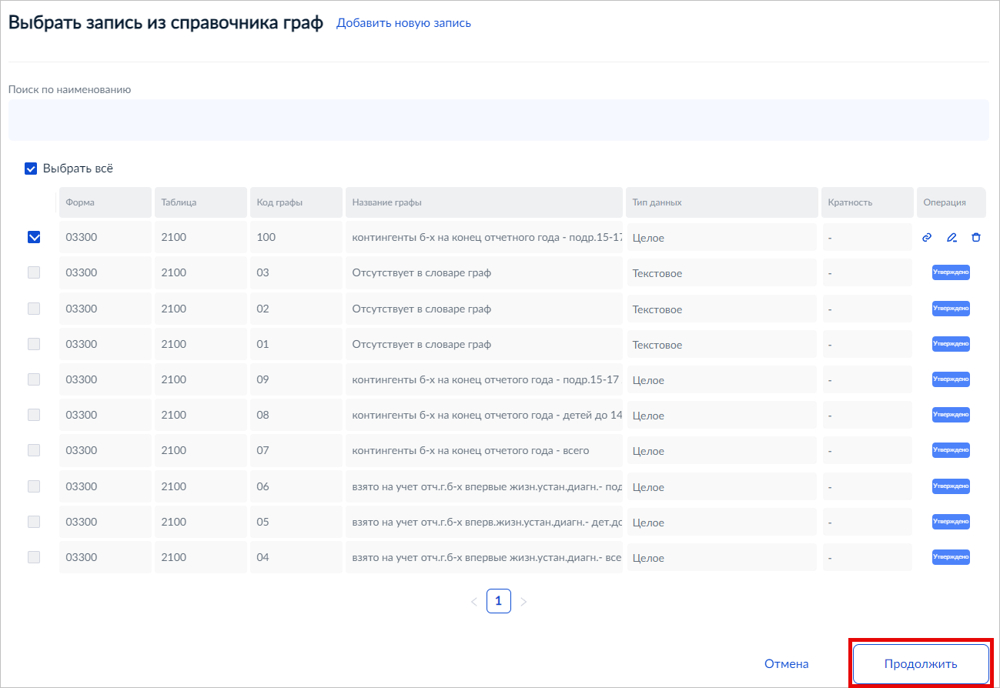 Выбрать запись из справочника граф Добавить новую запись
Поиск по наименованию
Выбрать всё
Форма Таблица Код графы Название графы Тип данных Кратность Операция
03300 2100 100 контингенты б-х на конец отчетного года - подр.15-17 Целое -
03300 2100 03 Отсутствует в словаре граф Текстовое - Утверждено
03300 2100 02 Отсутствует в словаре граф Текстовое - Утверждено
03300 2100 01 Отсутствует в словаре граф Текстовое - Утверждено
03300 2100 09 контингенты б-х на конец отчетого года - подр.15-17 Целое - Утверждено
03300 2100 08 контингенты б-х на конец отчетого года - детей до 14 Целое - Утверждено
03300 2100 07 контингенты б-х на конец отчетого года - всего Целое - Утверждено
03300 2100 06 взято на учет отч.г.б-х впервые жизн.устан.диагн.- под Целое - Утверждено
03300 2100 05 взято на учет отч.г.б-х вперв.жизн.устан.диагн.- дет.до Целое - Утверждено
03300 2100 04 взято на учет отч.г.б-х впервые жизн.устан.диагн.- все Целое - Утверждено
< 1 >
Отмена Продолжить